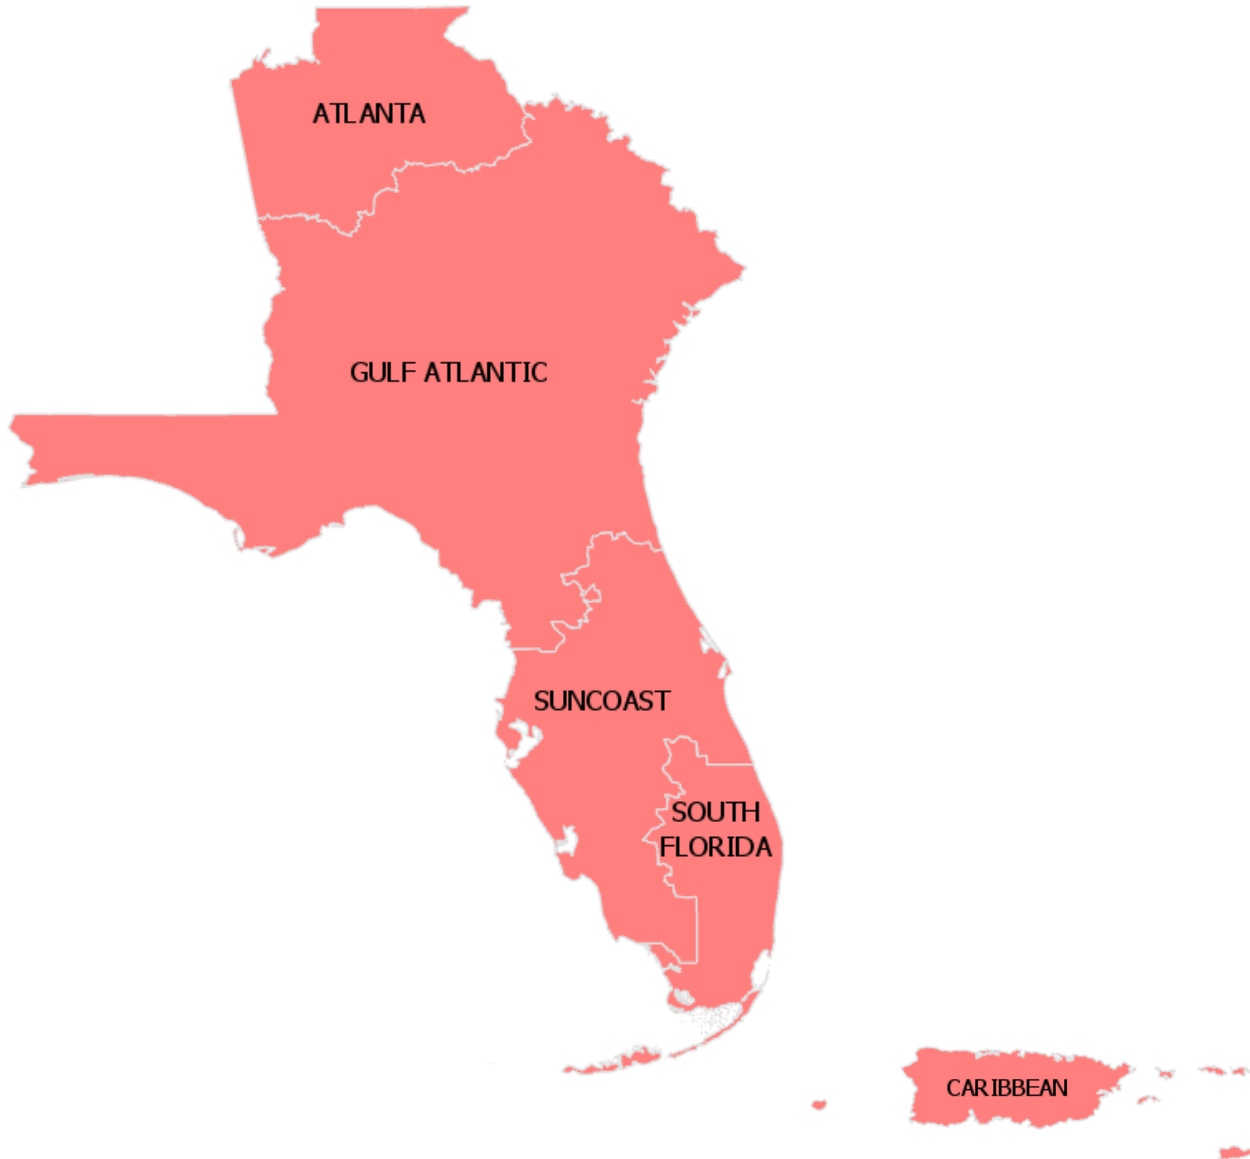 ATLANTA
GULF ATLANTIC
SUNCOAST
SOUTH
FLORIDA
CARIBBEAN